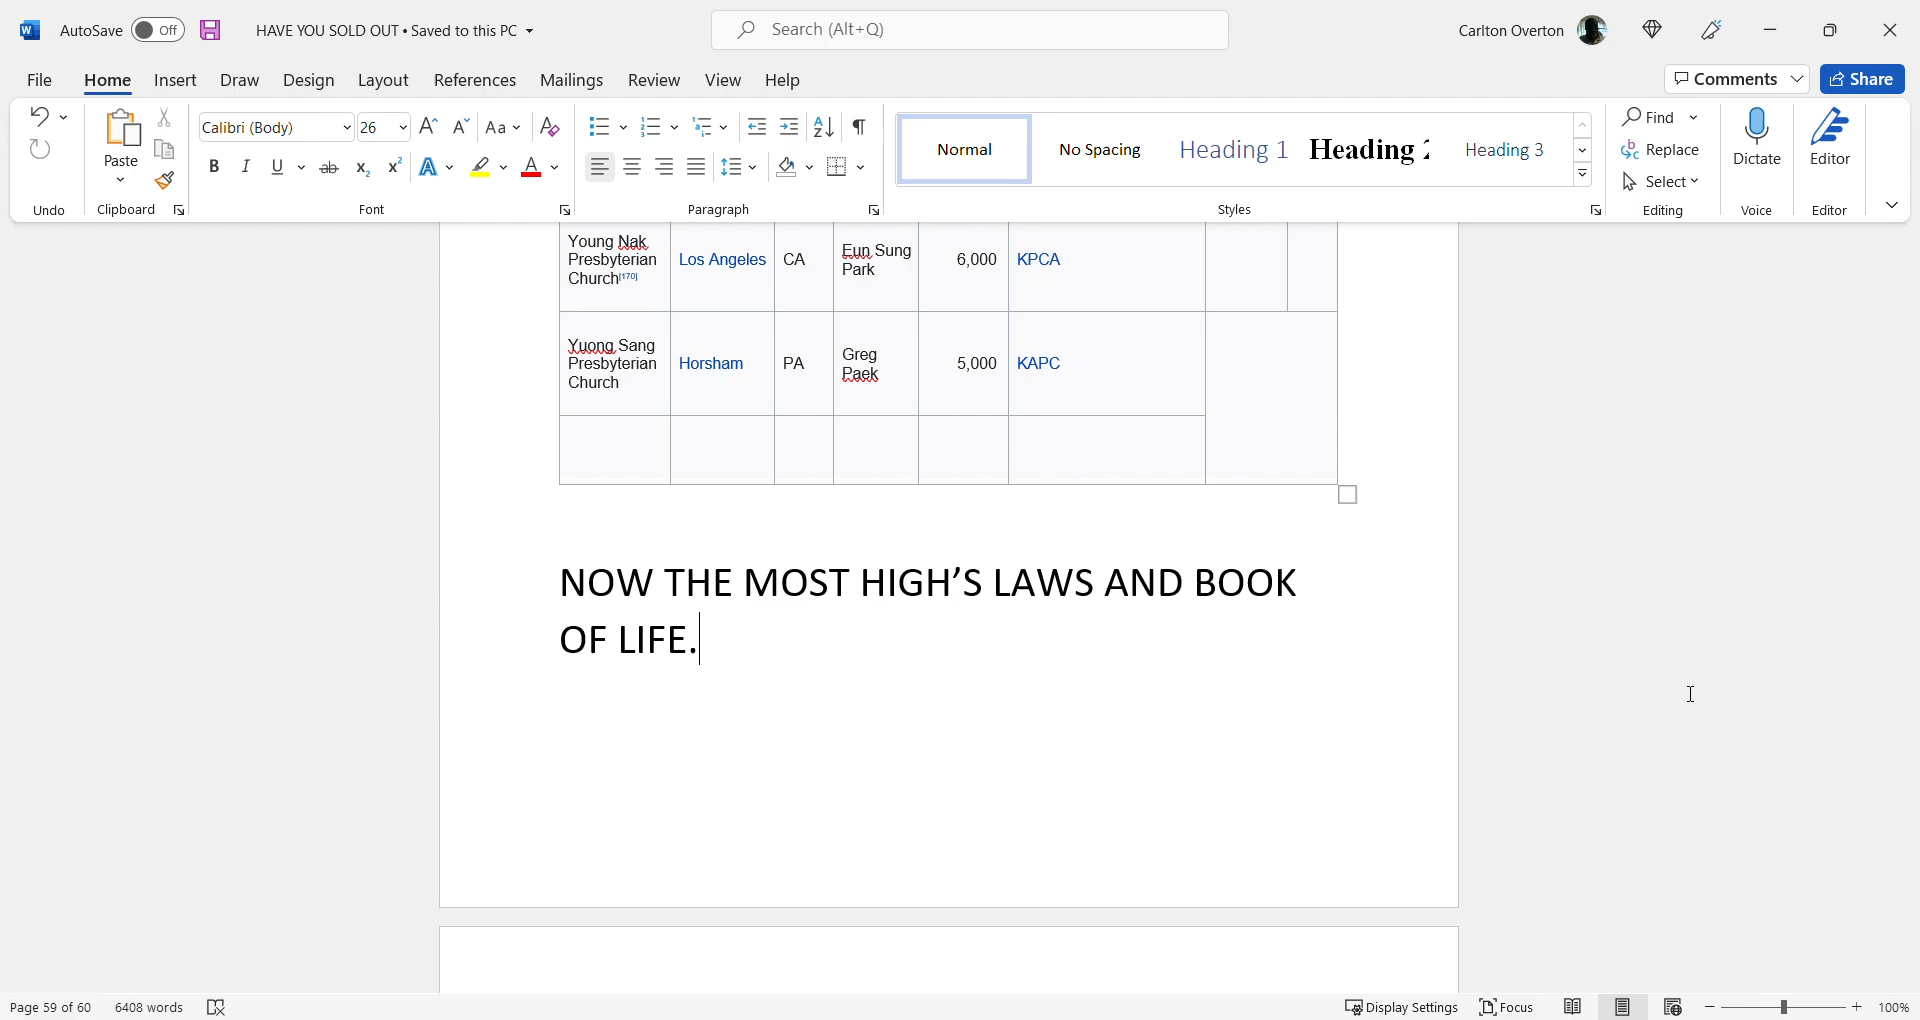 AutoSave Off HAVE YOU SOLD OUT • Saved to this PC Search (Alt+Q) Carlton Overton
File Home Insert Draw Design Layout References Mailings Review View Help Comments Share
Paste
Undo
Clipboard
Calibri (Body) 26
Aa
B I U ab x₂ x² A A
Font
Paragraph
Normal No Spacing Heading 1 Heading 2 Heading 3
Styles
Find
Replace
Select
Editing
Dictate
Voice
Editor
Editor
Young Nak
Presbyterian
Church[170]
Los Angeles
CA
Eun Sung
Park
6,000
KPCA
Yuong Sang
Presbyterian
Church
Horsham
PA
Greg
Paek
5,000
KAPC
NOW THE MOST HIGH’S LAWS AND BOOK
OF LIFE.
Page 59 of 60 6408 words Display Settings Focus 100%